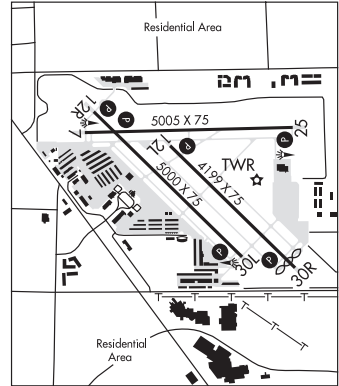 Residential Area
12R
P
P
7
5005 X 75
25
P
12L
P
TWR
4199 X 75
5000 X 75
P
30L
P
30R
Residential
Area